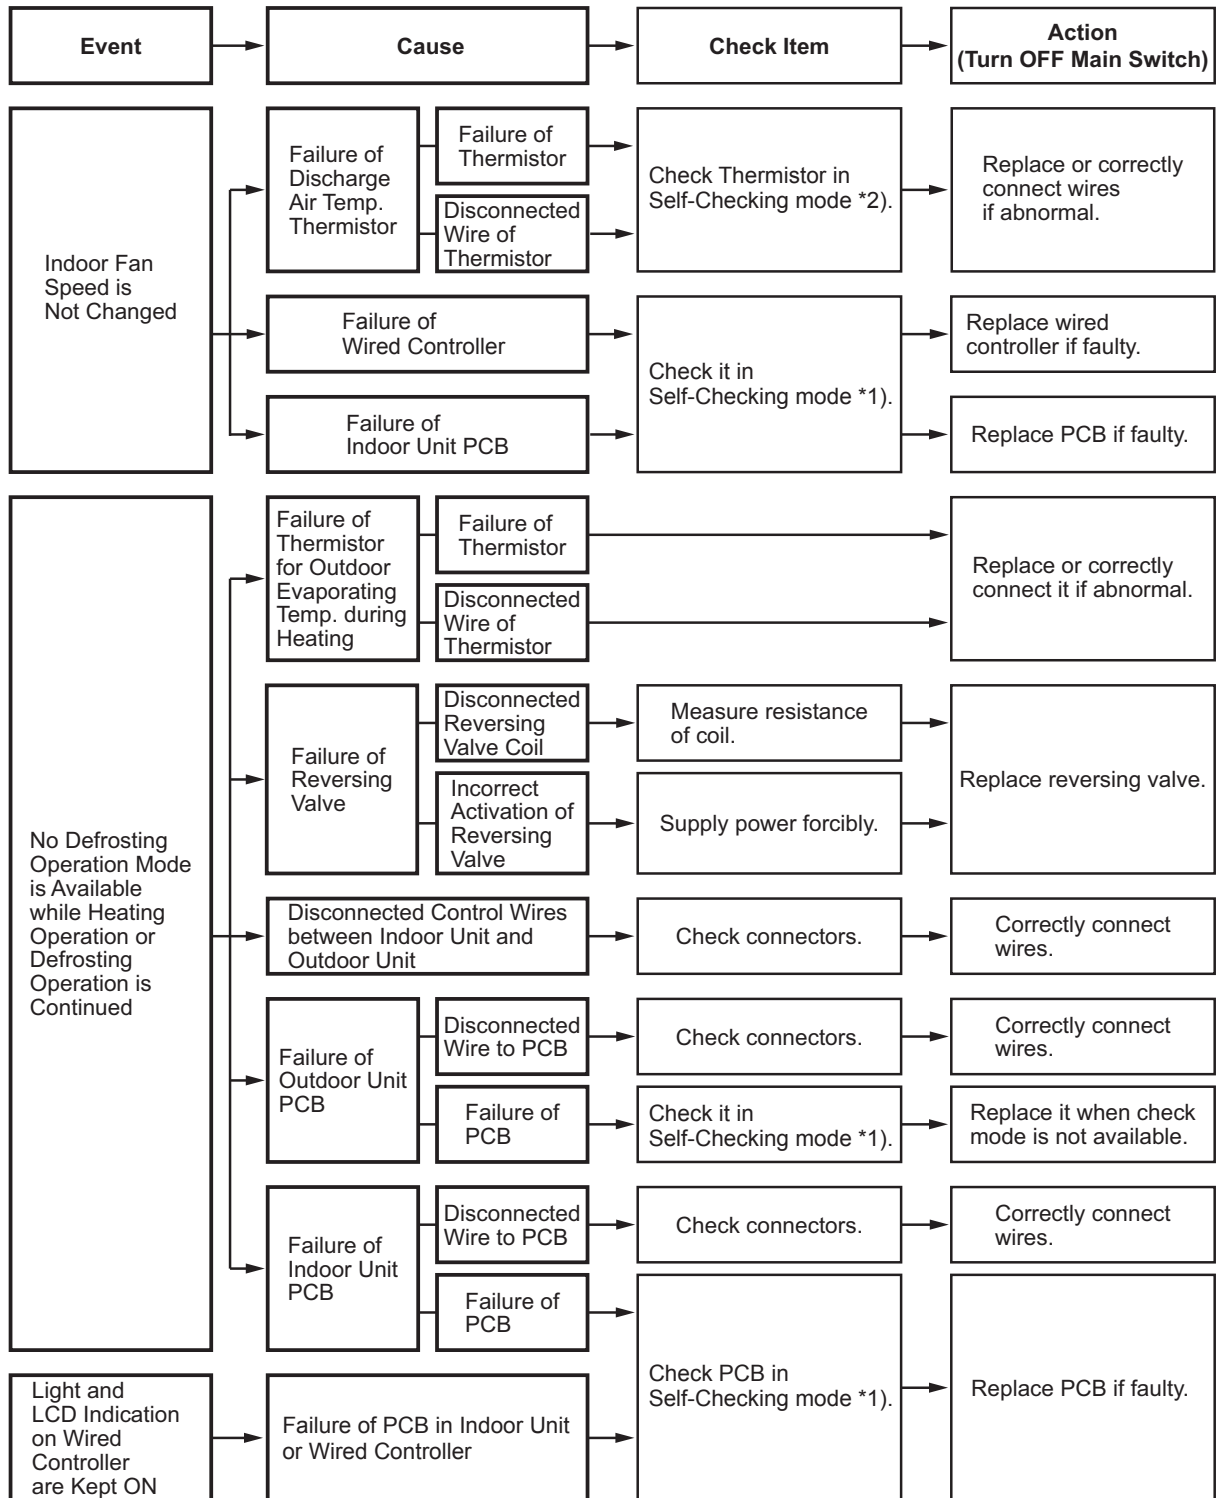 Event
Cause
Check Item
Action
(Turn OFF Main Switch)
Indoor Fan
Speed is
Not Changed
Failure of
Discharge
Air Temp.
Thermistor
Failure of
Thermistor
Disconnected
Wire of
Thermistor
Check Thermistor in
Self-Checking mode *2).
Replace or correctly
connect wires
if abnormal.
Failure of
Wired Controller
Check it in
Self-Checking mode *1).
Replace wired
controller if faulty.
Failure of
Indoor Unit PCB
Replace PCB if faulty.
No Defrosting
Operation Mode
is Available
while Heating
Operation or
Defrosting
Operation is
Continued
Failure of
Thermistor
for Outdoor
Evaporating
Temp. during
Heating
Failure of
Thermistor
Disconnected
Wire of
Thermistor
Replace or correctly
connect it if abnormal.
Failure of
Reversing
Valve
Disconnected
Reversing
Valve Coil
Measure resistance
of coil.
Incorrect
Activation of
Reversing
Valve
Supply power forcibly.
Replace reversing valve.
Disconnected Control Wires
between Indoor Unit and
Outdoor Unit
Check connectors.
Correctly connect
wires.
Failure of
Outdoor Unit
PCB
Disconnected
Wire to PCB
Check connectors.
Correctly connect
wires.
Failure of
PCB
Check it in
Self-Checking mode *1).
Replace it when check
mode is not available.
Failure of
Indoor Unit
PCB
Disconnected
Wire to PCB
Check connectors.
Correctly connect
wires.
Failure of
PCB
Check PCB in
Self-Checking mode *1).
Replace PCB if faulty.
Light and
LCD Indication
on Wired
Controller
are Kept ON
Failure of PCB in Indoor Unit
or Wired Controller